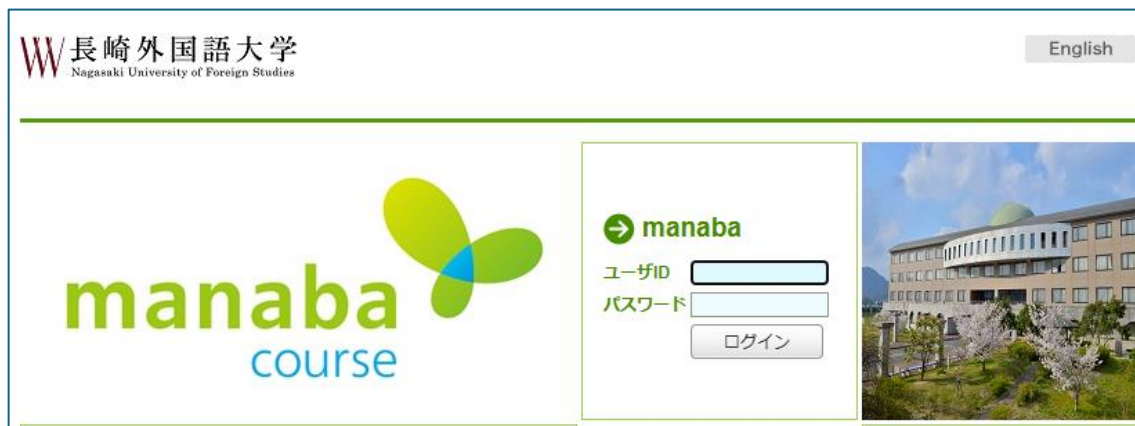 長崎外国語大学
Nagasaki University of Foreign Studies
English
manaba
course
manaba
ユーザID
パスワード
ログイン